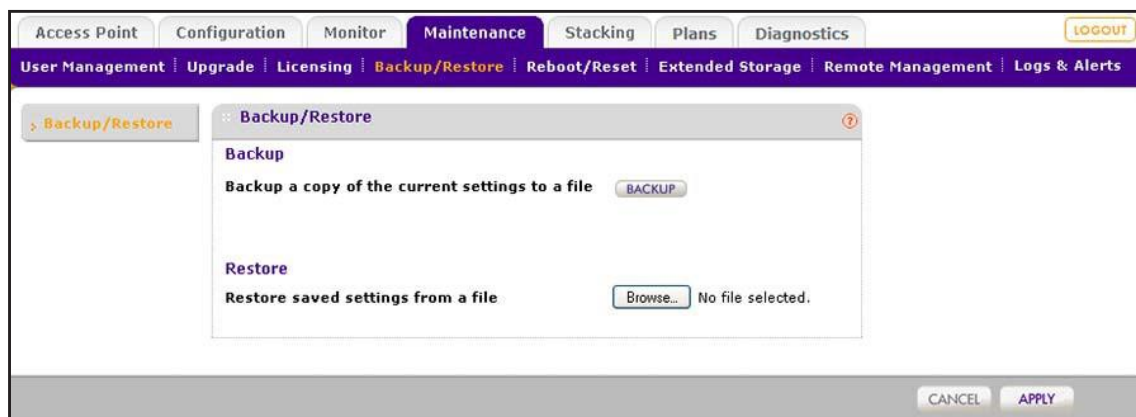 Access Point Configuration Monitor Maintenance Stacking Plans Diagnostics LOGOUT
User Management Upgrade Licensing Backup/Restore Reboot/Reset Extended Storage Remote Management Logs & Alerts
Backup/Restore
Backup/Restore ?
Backup
Backup a copy of the current settings to a file BACKUP
Restore
Restore saved settings from a file Browse... No file selected.
CANCEL APPLY